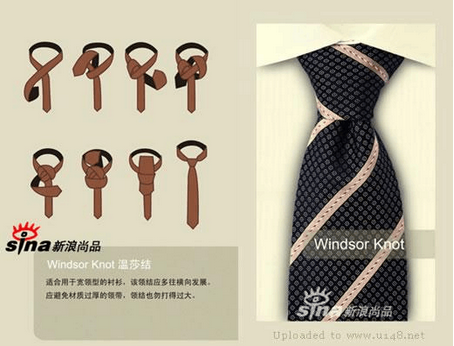 sina新浪尚品
Windsor Knot 温莎结
适合用于宽领型的衬衫，该领结应多往横向发展。
应避免材质过厚的领带，领结也勿打得过大。
Windsor Knot
sina新浪尚品
Uploaded to www.u148.net